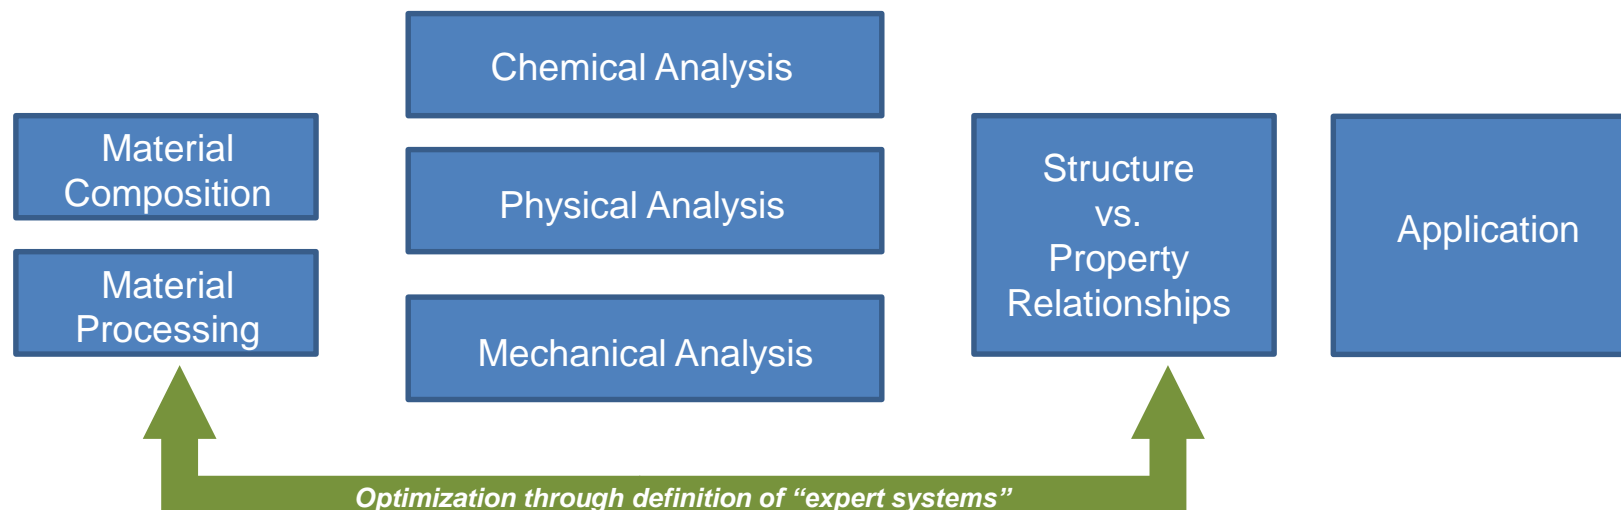 Material
Composition
Material
Processing
Chemical Analysis
Physical Analysis
Mechanical Analysis
Structure
vs.
Property
Relationships
Application
Optimization through definition of “expert systems”